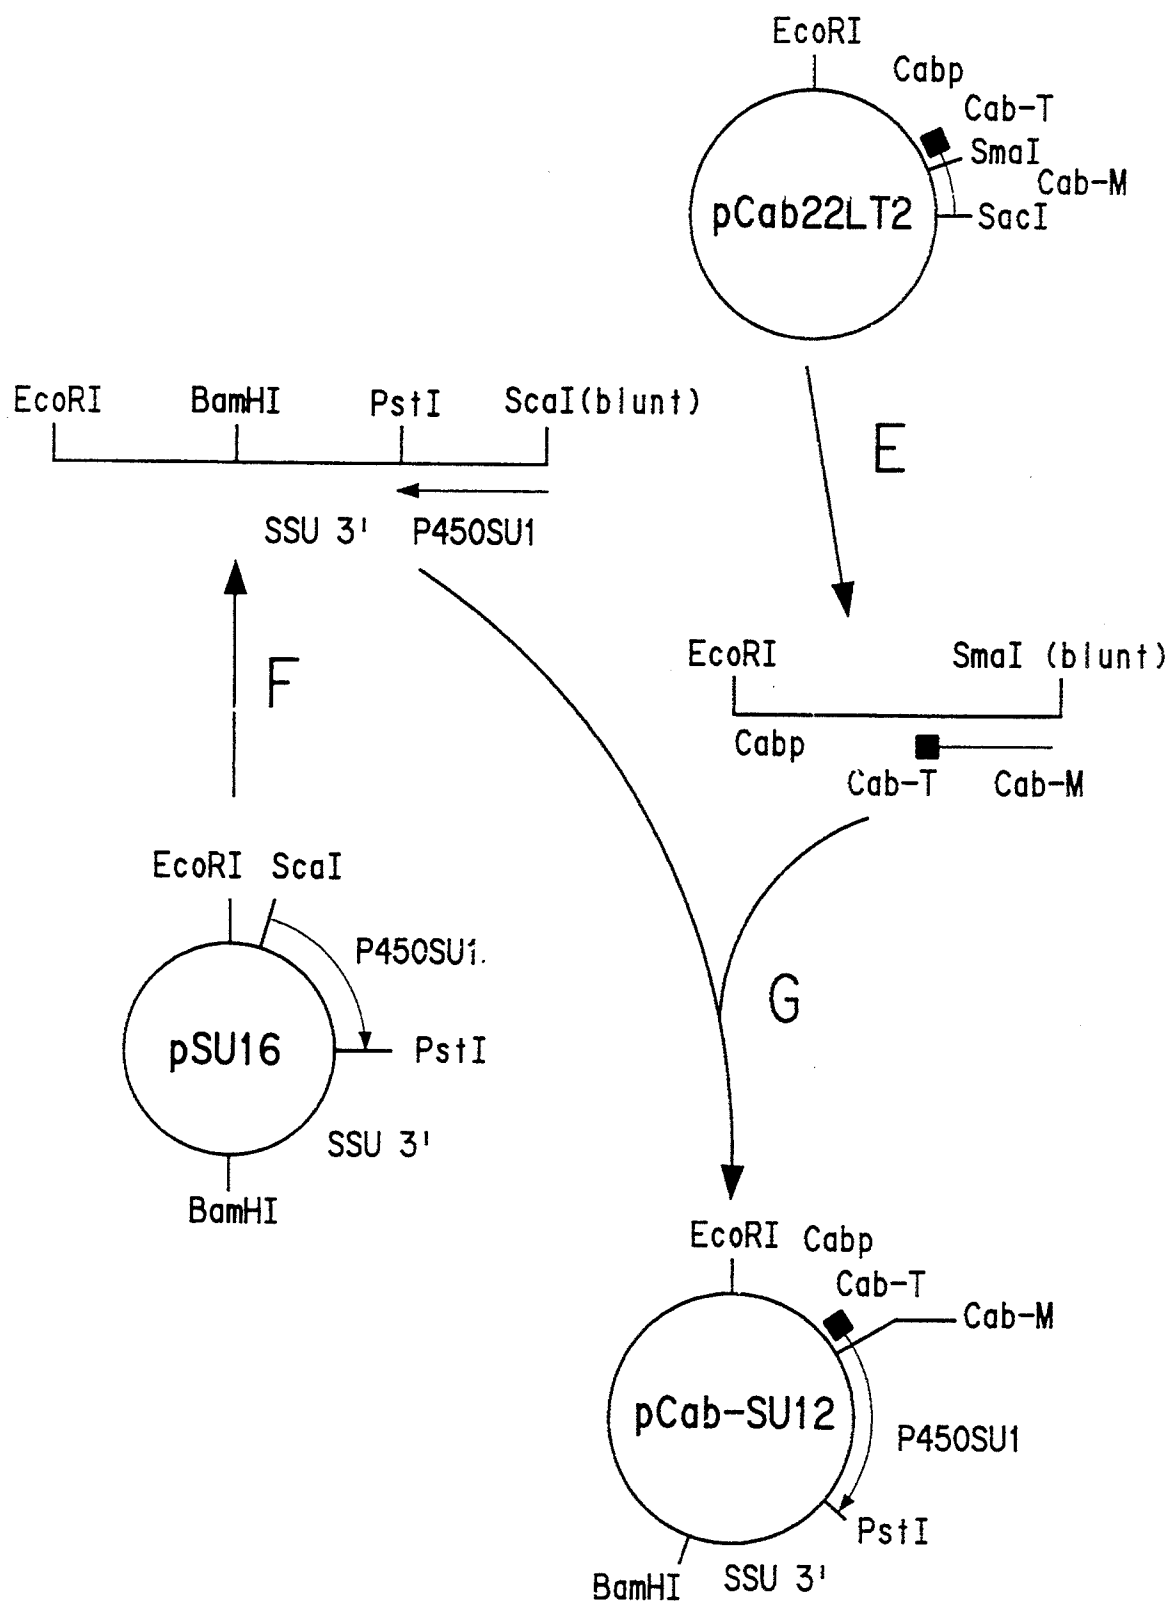 EcoRI
Cabp
Cab-T
SmaI
Cab-M
SacI
pCab22LT2
EcoRI BamHI PstI ScaI(blunt)
SSU 3' P450SU1
E
F
EcoRI SmaI (blunt)
Cabp
Cab-T Cab-M
EcoRI ScaI
P450SU1.
pSU16
PstI
SSU 3'
BamHI
G
EcoRI Cabp
Cab-T
Cab-M
pCab-SU12
P450SU1
PstI
SSU 3'
BamHI